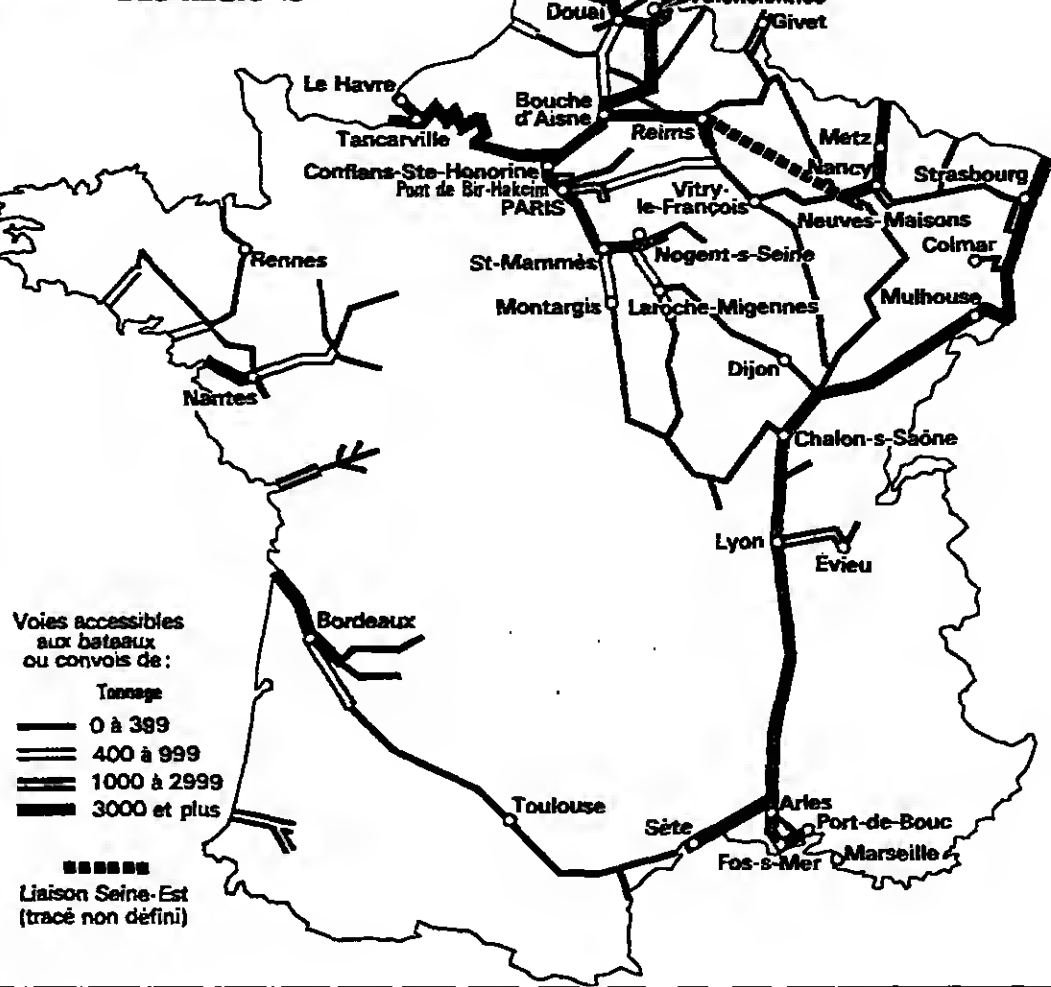 Douai
Givet
Le Havre
Bouche
d'Aisne
Tancarville
Reims
Metz
Nancy
Conflans-Ste-Honorine
Strasbourg
Pont de Bir-Hakeim
PARIS
Vitry-
le-François
Neuves-Maisons
Rennes
St-Mammès
Nogent-s-Seine
Colmar
Montargis
Laroche-Migennes
Mulhouse
Dijon
Nantes
Chalon-s-Saône
Lyon
Évieu
Voies accessibles
aux bateaux
ou convois de :
Tonnage
0 à 399
400 à 999
1000 à 2999
3000 et plus
Bordeaux
Toulouse
Arles
Sète
Port-de-Bouc
Fos-s-Mer
Marseille
Liaison Seine-Est
(tracé non défini)